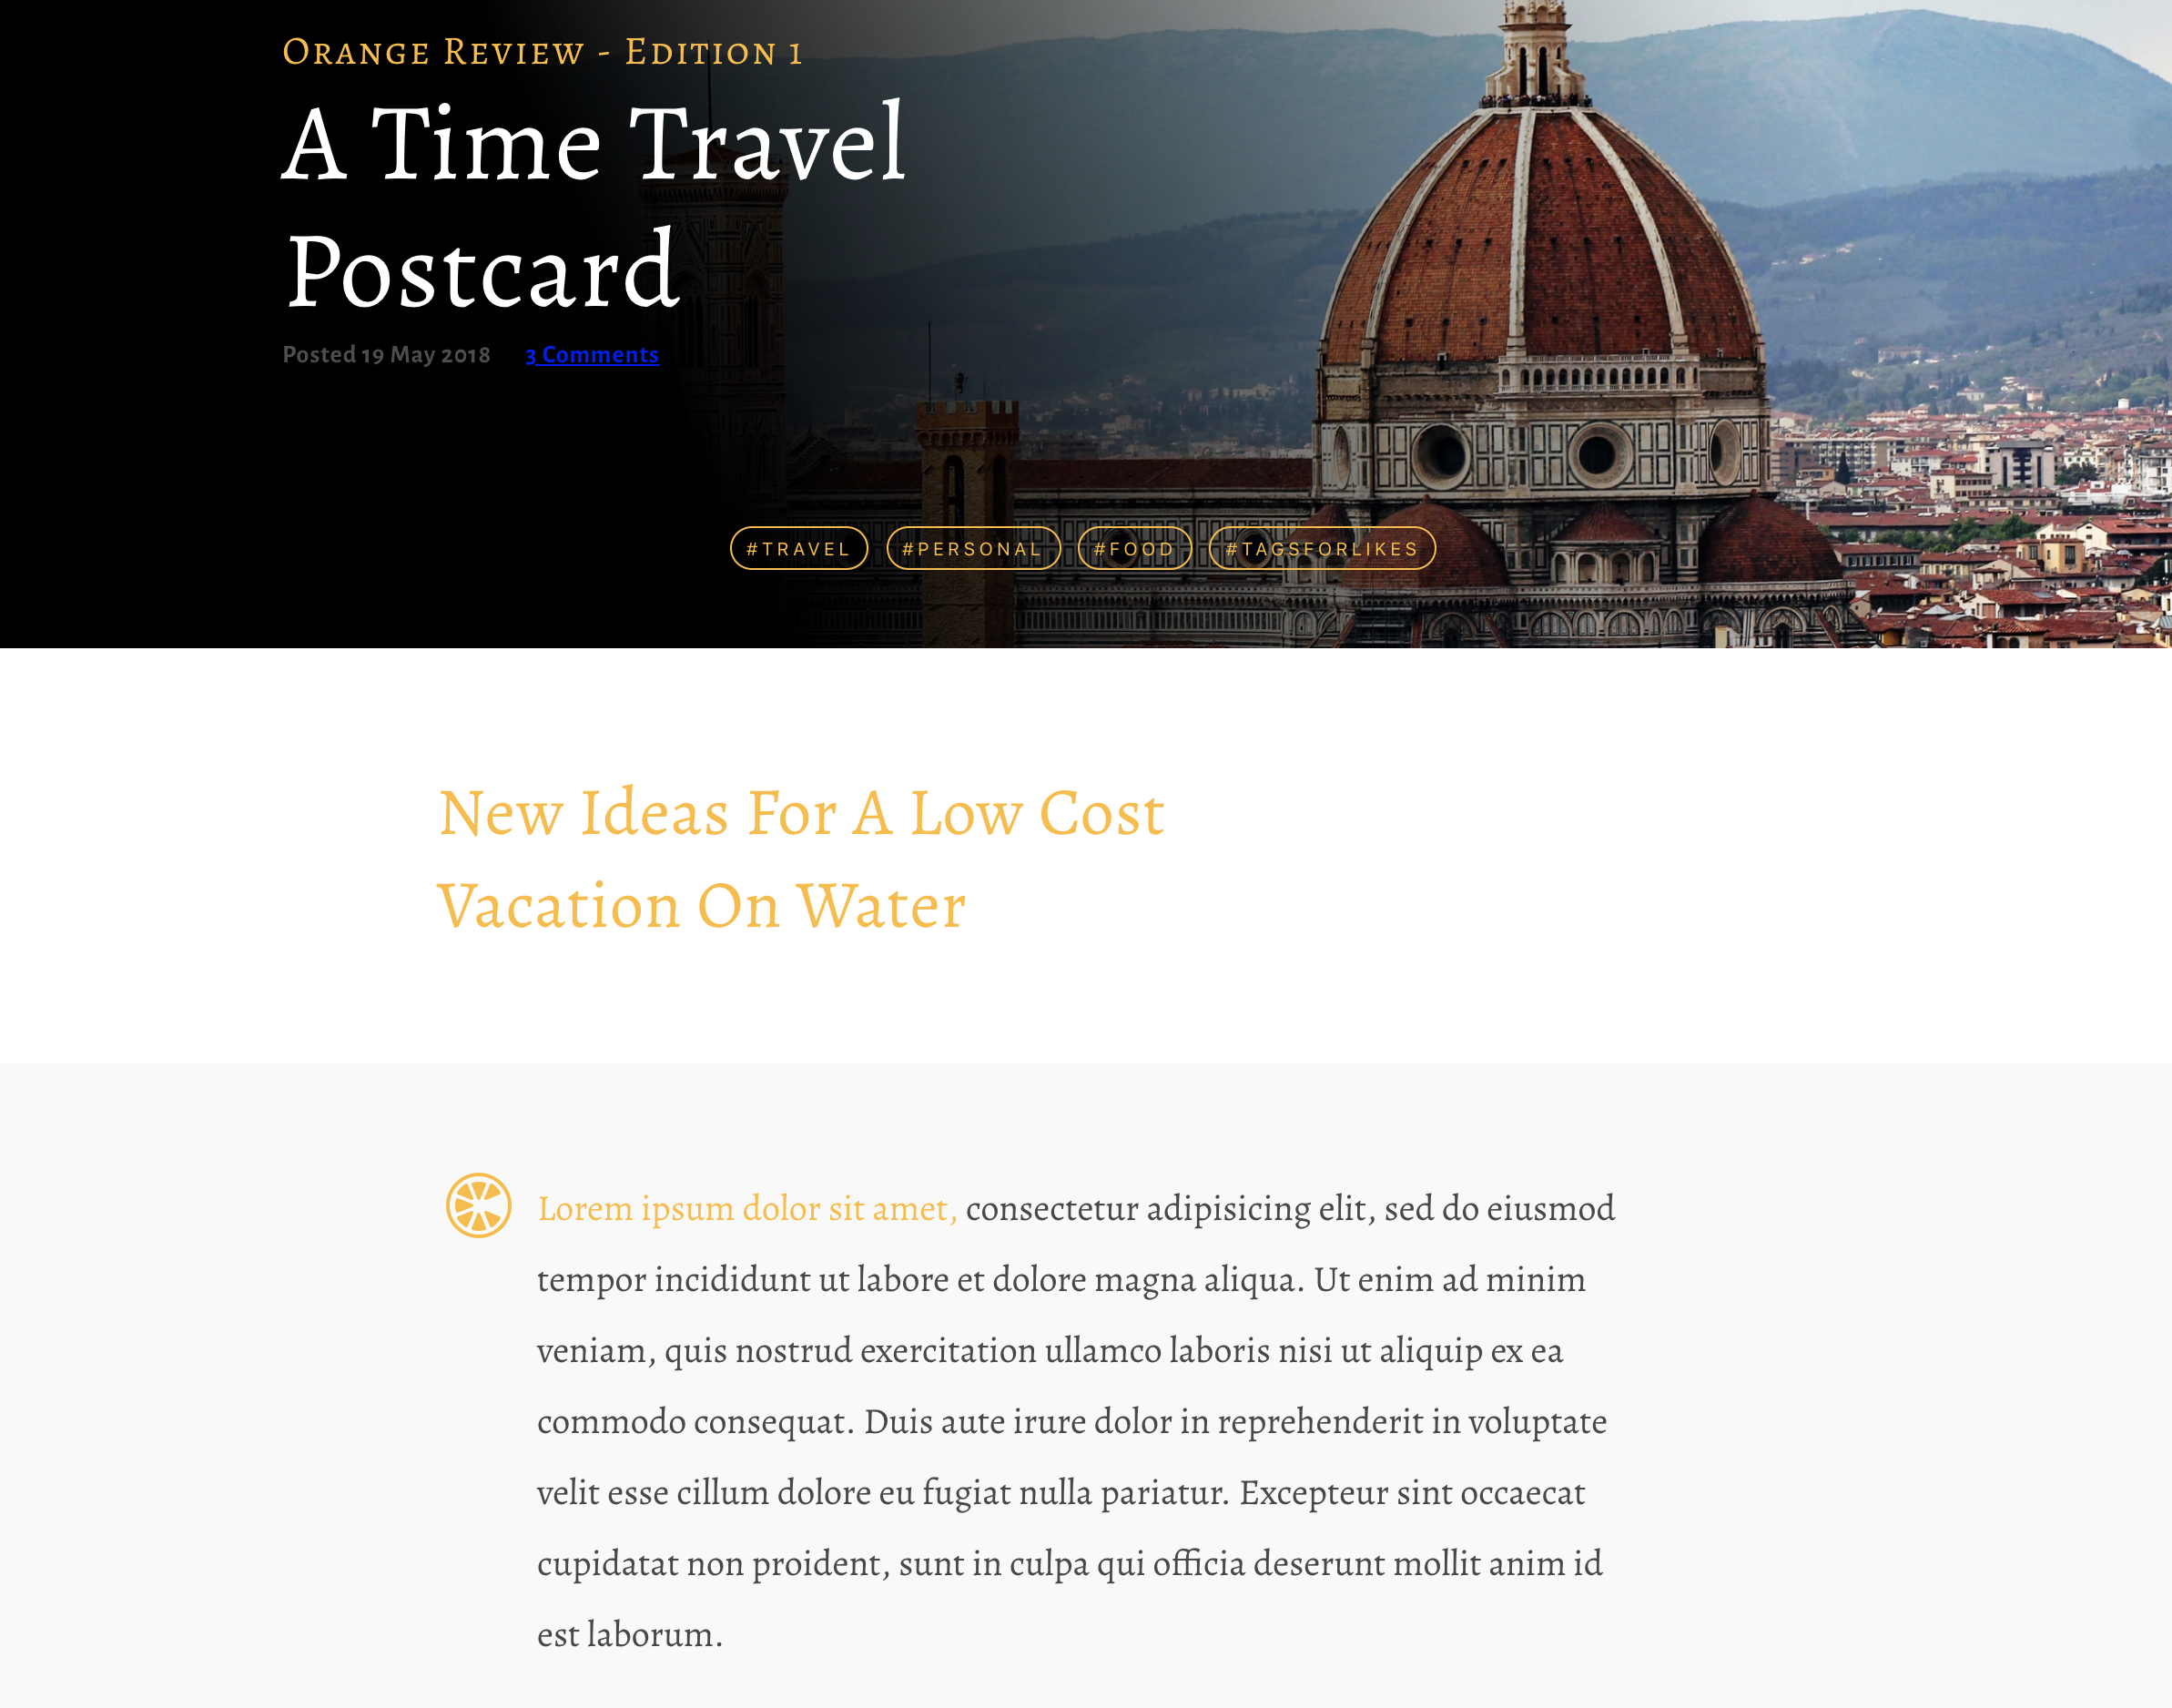 Orange Review - Edition 1
A Time Travel
Postcard
Posted 19 May 2018 3 Comments
#TRAVEL #PERSONAL #FOOD #TAGSFORLIKES
New Ideas For A Low Cost
Vacation On Water
Lorem ipsum dolor sit amet, consectetur adipisicing elit, sed do eiusmod
tempor incididunt ut labore et dolore magna aliqua. Ut enim ad minim
veniam, quis nostrud exercitation ullamco laboris nisi ut aliquip ex ea
commodo consequat. Duis aute irure dolor in reprehenderit in voluptate
velit esse cillum dolore eu fugiat nulla pariatur. Excepteur sint occaecat
cupidatat non proident, sunt in culpa qui officia deserunt mollit anim id
est laborum.